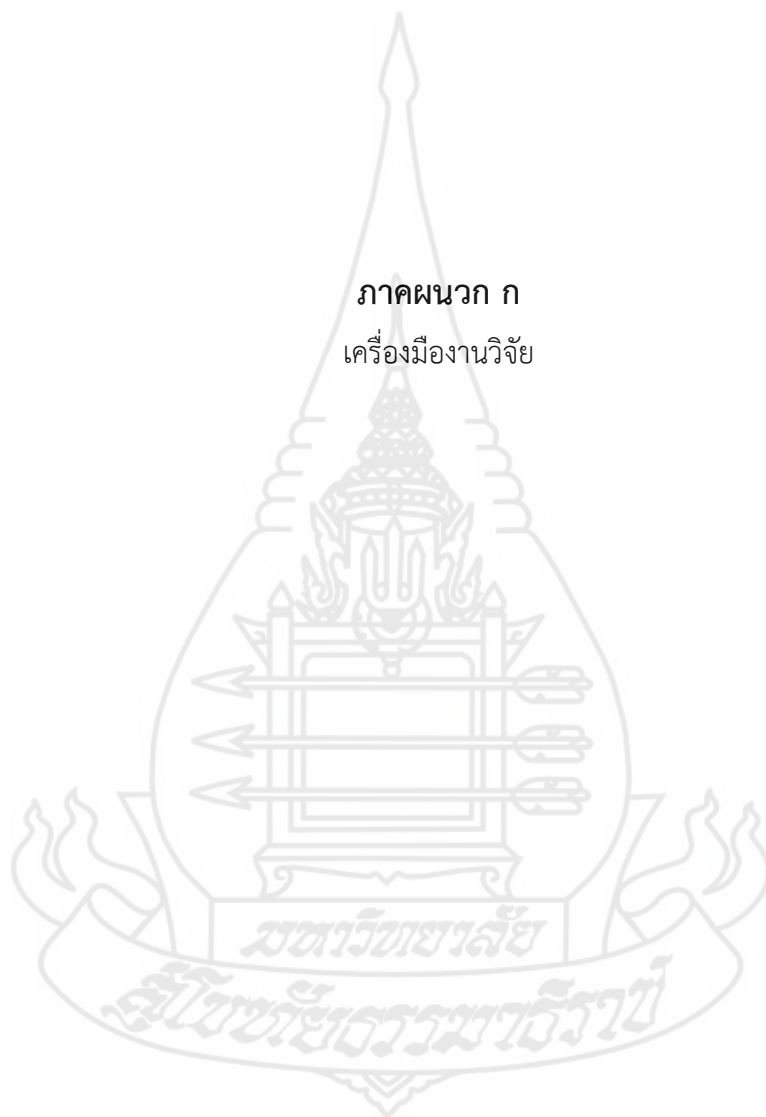 ภาคผนวก ก
เครื่องมืองานวิจัย
มหาวิทยาลัย
สุโขทัยธรรมาธิราช